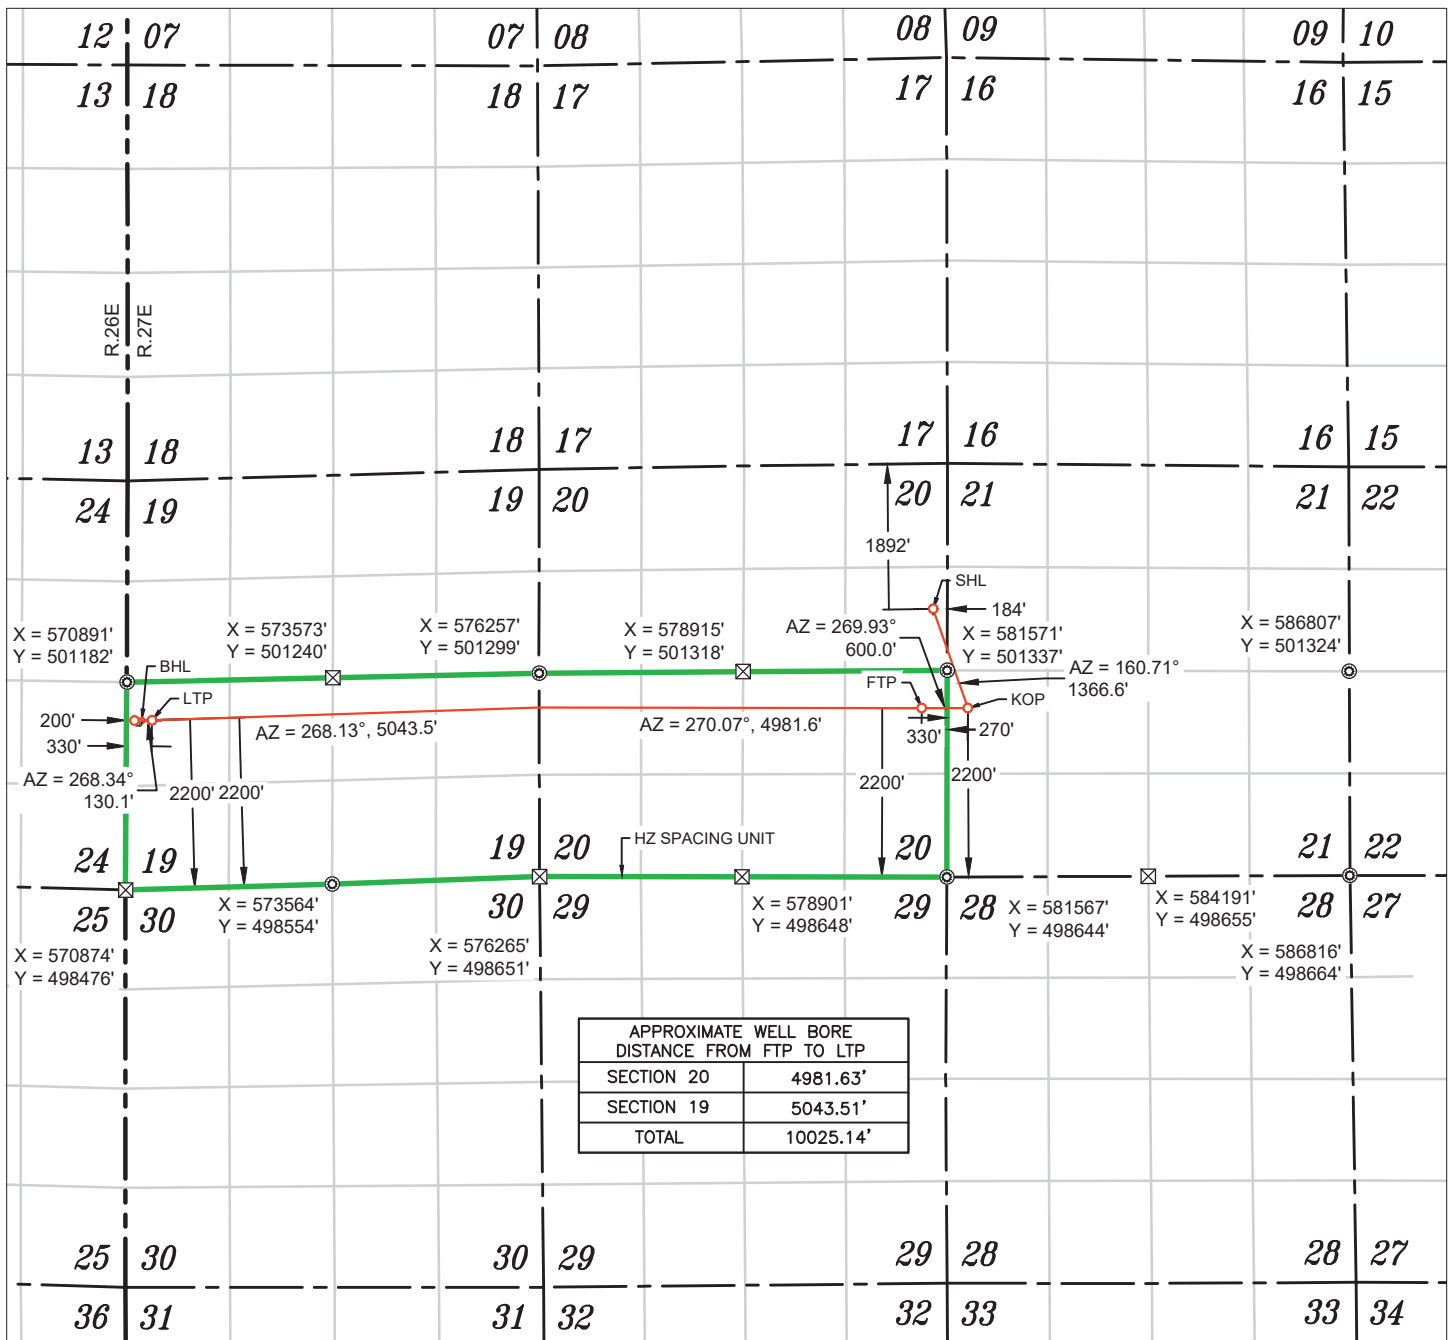 12 07 07 08 08 09 09 10
13 18 18 17 17 16 16 15
R.26E
R.27E
13 18 18 17 17 16 16 15
24 19 19 20 20 21 21 22
1892'
SHL
184'
X = 570891'
Y = 501182'
X = 573573'
Y = 501240'
X = 576257'
Y = 501299'
X = 578915'
Y = 501318'
AZ = 269.93°
600.0'
X = 581571'
Y = 501337'
X = 586807'
Y = 501324'
AZ = 160.71°
1366.6'
BHL
LTP
FTP
KOP
200'
330'
AZ = 268.13°, 5043.5'
AZ = 270.07°, 4981.6'
330'
270'
AZ = 268.34°
130.1'
2200'
2200'
2200'
2200'
HZ SPACING UNIT
24 19 19 20 20 21 22
25 30 30 29 29 28 28 27
X = 570874'
Y = 498476'
X = 573564'
Y = 498554'
X = 576265'
Y = 498651'
X = 578901'
Y = 498648'
X = 581567'
Y = 498644'
X = 584191'
Y = 498655'
X = 586816'
Y = 498664'
APPROXIMATE WELL BORE
DISTANCE FROM FTP TO LTP
SECTION 20 4981.63'
SECTION 19 5043.51'
TOTAL 10025.14'
25 30 30 29 29 28 28 27
36 31 31 32 32 33 33 34